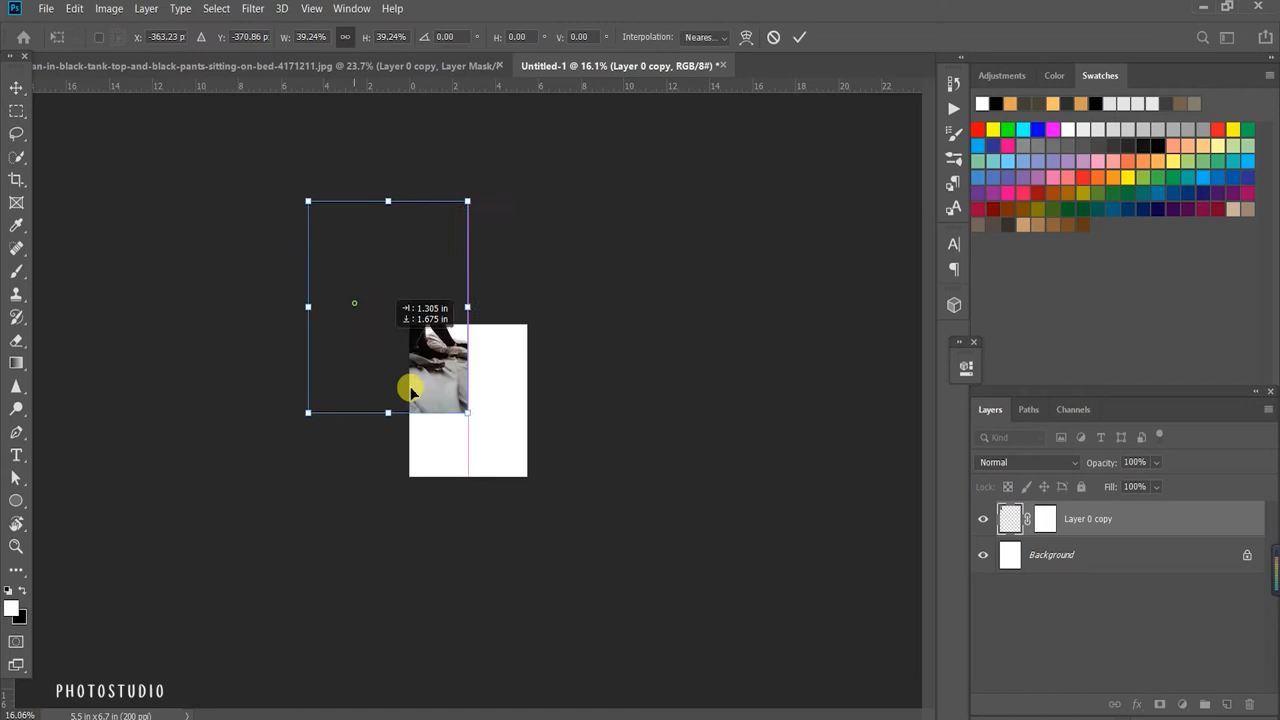 Ps File Edit Image Layer Type Select Filter 3D View Window Help
X: -363.23 p Y: -370.86 p W: 39.24% H: 39.24% 0.00 ° H: 0.00 ° V: 0.00 ° Interpolation: Neares...
an-in-black-tank-top-and-black-pants-sitting-on-bed-4171211.jpg @ 23.7% (Layer 0 copy, Layer Mask/ × Untitled-1 @ 16.1% (Layer 0 copy, RGB/8#) * ×
Adjustments Color Swatches
16 14 12 10 8 6 4 2 0 2 4 6 8 10 12 14 16 18 20 22
: 1.305 in
: 1.675 in
Layers Paths Channels
Kind
Normal Opacity: 100%
Lock: Fill: 100%
Layer 0 copy
Background
PHOTOSTUDIO
16.06% 5.5 in x 6.7 in (200 ppi)